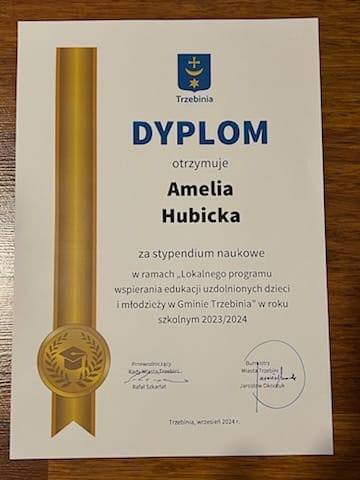 Trzebinia
DYPLOM
otrzymuje
Amelia
Hubicka
za stypendium naukowe
w ramach „Lokalnego programu
wspierania edukacji uzdolnionych dzieci
i młodzieży w Gminie Trzebinia” w roku
szkolnym 2023/2024
Przewodniczący
Rady Miasta Trzebini
Rafał Szkarłat
Burmistrz
Miasta Trzebini
Jarosław Okoczuk
Trzebinia, wrzesień 2024 r.